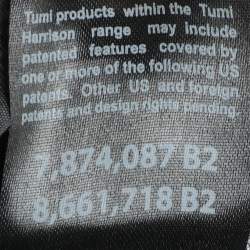 Tumi products within the Tumi
Harrison range may include
patented features covered by
one or more of the following US
patents. Other US and foreign
patents and design rights pending.
7,874,087 B2
8,661,718 B2